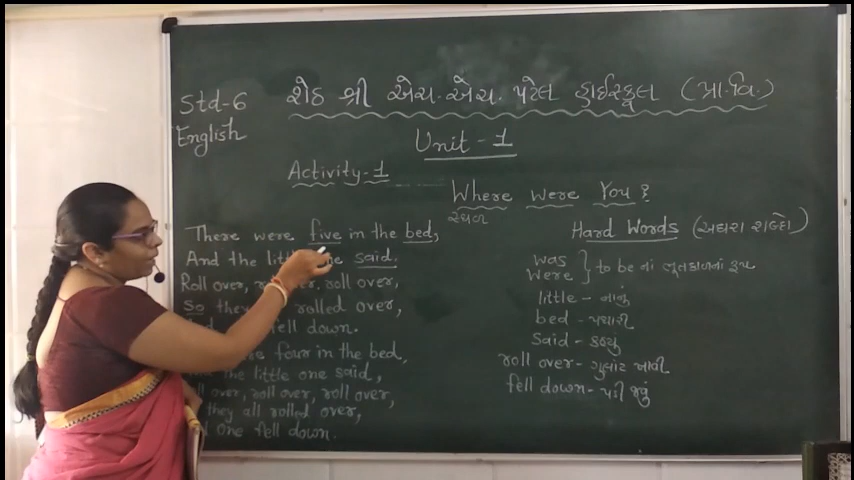 Std-6 શેઠ શ્રી એચ.એચ. પટેલ હાઈસ્કૂલ (પ્રા.વિ.)
English
Unit-1
Activity-1
Where were You?
સ્થળ
There were five in the bed,
And the little one said.
Roll over, roll over,
so they rolled over,
fell down.
four in the bed,
the little one said,
roll over, roll over,
they all rolled over,
one fell down.
Hard Words (અઘરા શબ્દો)
was
were } to be નાં ભૂતકાળનાં રૂપ
little - નાનું
bed - પથારી
said - કહ્યું
roll over - ગુલાંટ ખાવી
fell down - પડી જવું